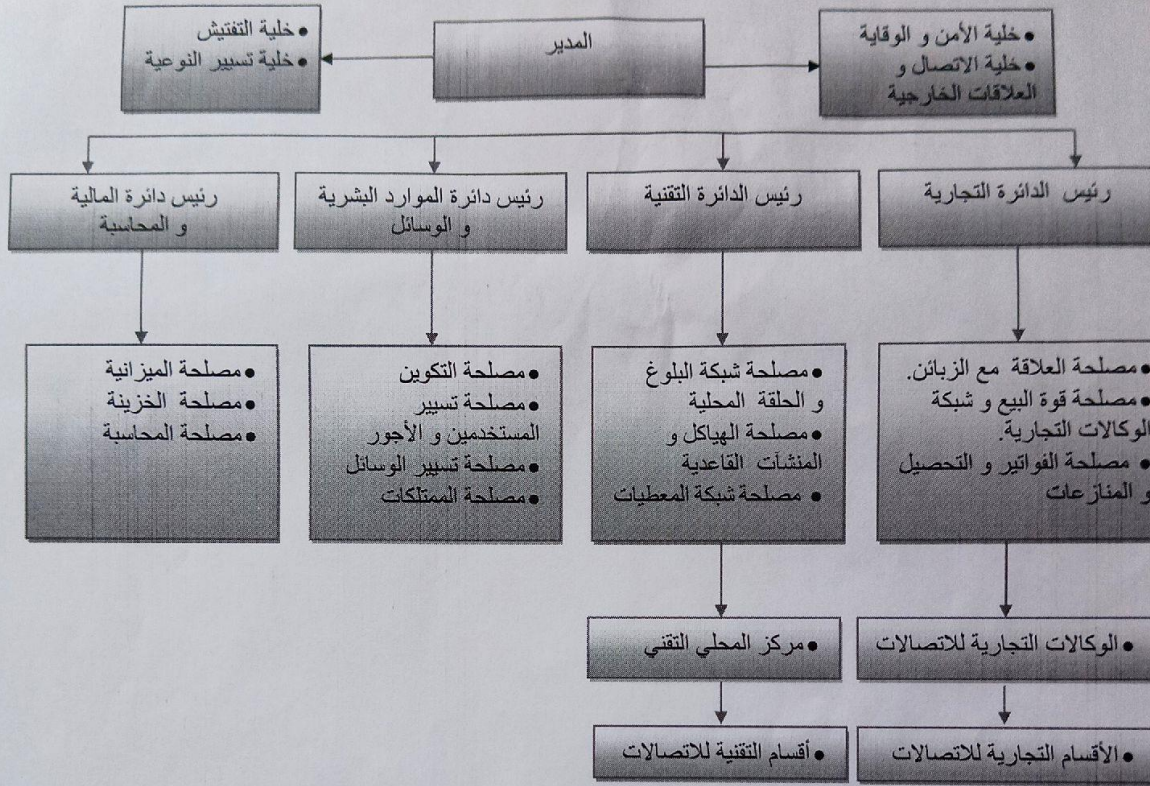 • خلية الأمن و الوقاية
• خلية الاتصال و
العلاقات الخارجية
المدير
• خلية التفتيش
• خلية تسيير النوعية
رئيس الدائرة التجارية
رئيس الدائرة التقنية
رئيس دائرة الموارد البشرية
و الوسائل
رئيس دائرة المالية
و المحاسبة
• مصلحة العلاقة مع الزبائن.
• مصلحة قوة البيع و شبكة
الوكالات التجارية.
• مصلحة الفواتير و التحصيل
و المنازعات
• مصلحة شبكة البلوغ
و الحلقة المحلية
• مصلحة الهياكل و
المنشآت القاعدية
• مصلحة شبكة المعطيات
• مصلحة التكوين
• مصلحة تسيير
المستخدمين و الأجور
• مصلحة تسيير الوسائل
• مصلحة الممتلكات
• مصلحة الميزانية
• مصلحة الخزينة
• مصلحة المحاسبة
• الوكالات التجارية للاتصالات
• مركز المحلي التقني
• الأقسام التجارية للاتصالات
• أقسام التقنية للاتصالات